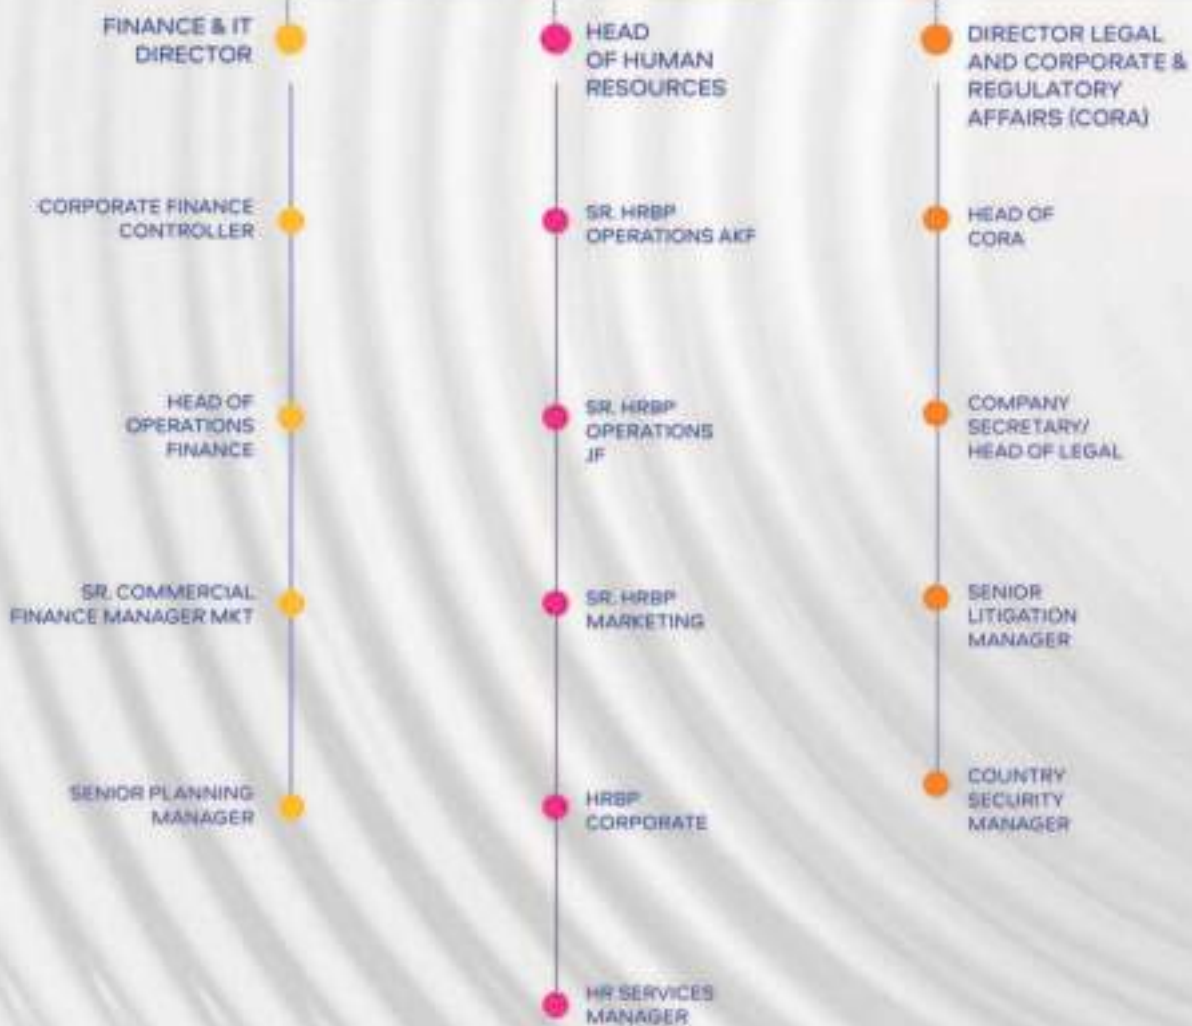 FINANCE & IT
DIRECTOR
CORPORATE FINANCE
CONTROLLER
HEAD OF
OPERATIONS
FINANCE
SR. COMMERCIAL
FINANCE MANAGER MKT
SENIOR PLANNING
MANAGER
HEAD
OF HUMAN
RESOURCES
SR. HRBP
OPERATIONS AKF
SR. HRBP
OPERATIONS
JF
SR. HRBP
MARKETING
HRBP
CORPORATE
HR SERVICES
MANAGER
DIRECTOR LEGAL
AND CORPORATE &
REGULATORY
AFFAIRS (CORA)
HEAD OF
CORA
COMPANY
SECRETARY/
HEAD OF LEGAL
SENIOR
LITIGATION
MANAGER
COUNTRY
SECURITY
MANAGER